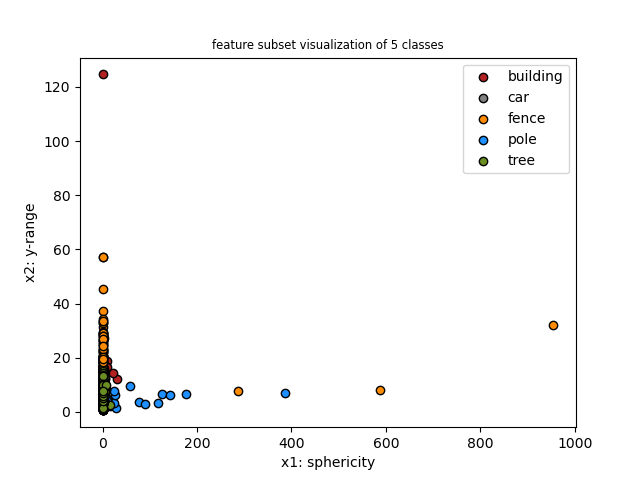 feature subset visualization of 5 classes
building
car
fence
pole
tree
x2: y-range
120
100
80
60
40
20
0
0
200
400
600
800
1000
x1: sphericity